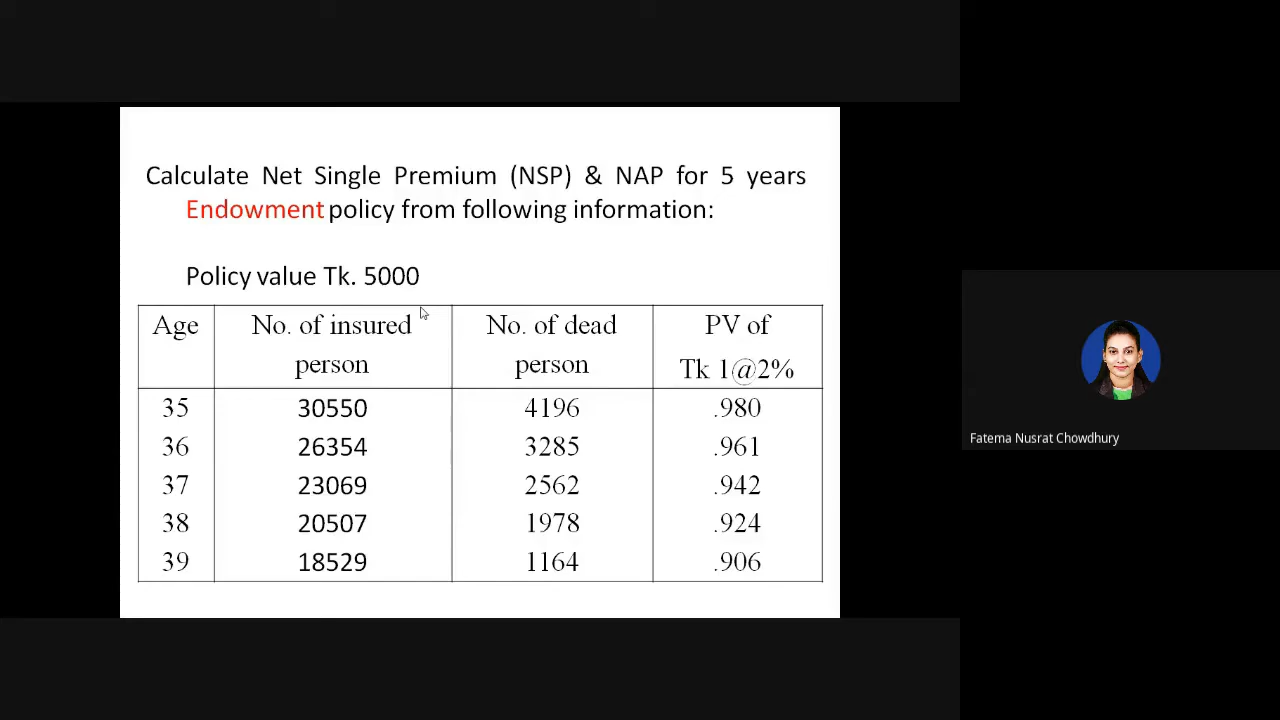 Calculate Net Single Premium (NSP) & NAP for 5 years
Endowment policy from following information:
Policy value Tk. 5000
Age No. of insured person No. of dead person PV of Tk 1@2%
35 30550 4196 .980
36 26354 3285 .961
37 23069 2562 .942
38 20507 1978 .924
39 18529 1164 .906
Fatema Nusrat Chowdhury